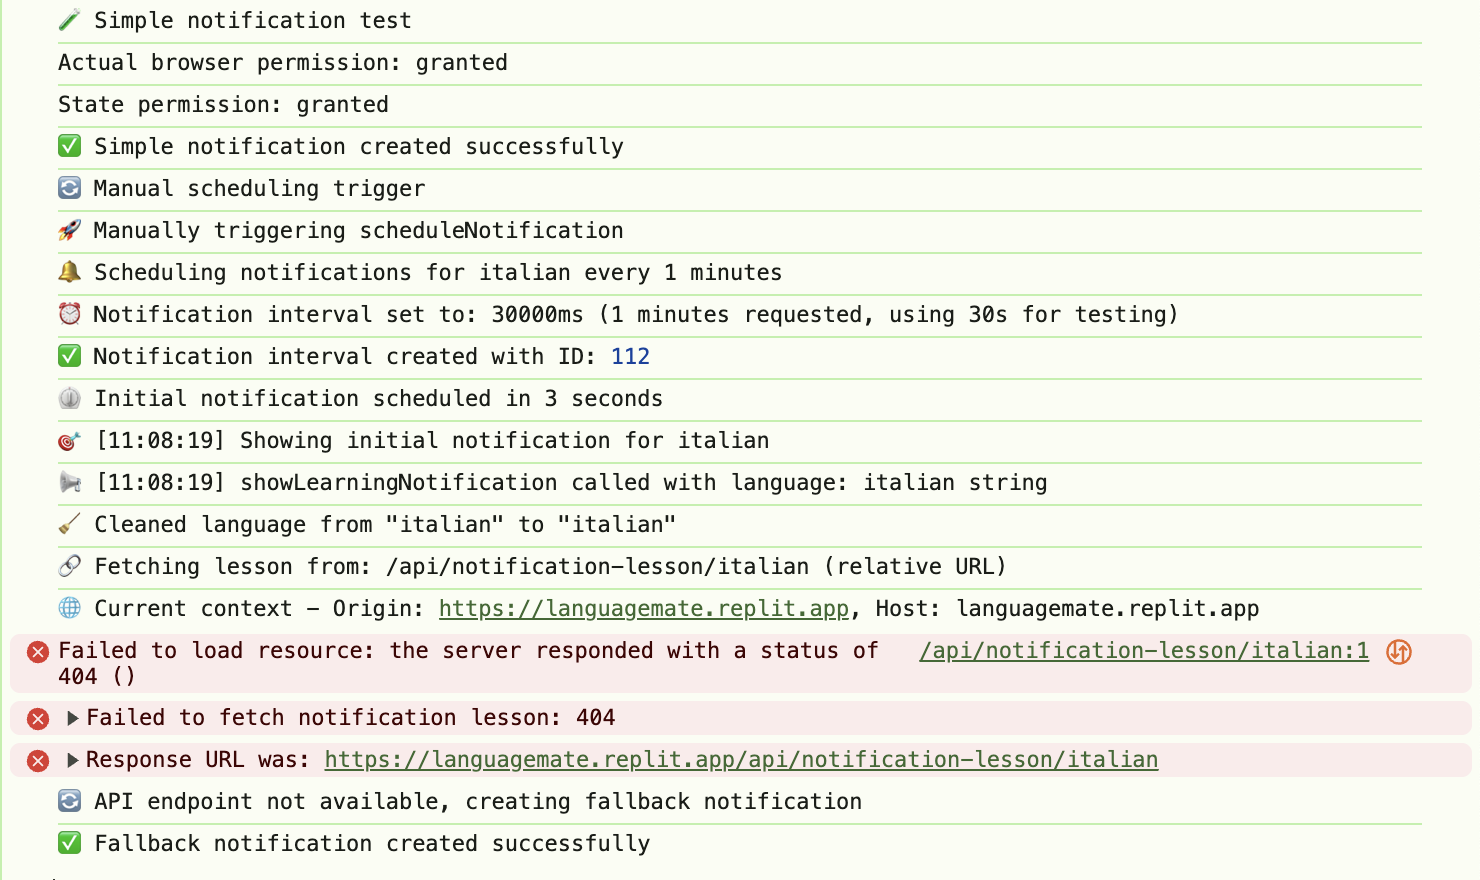 🧪 Simple notification test
Actual browser permission: granted
State permission: granted
✅ Simple notification created successfully
🔄 Manual scheduling trigger
🚀 Manually triggering scheduleNotification
🔔 Scheduling notifications for italian every 1 minutes
⏰ Notification interval set to: 30000ms (1 minutes requested, using 30s for testing)
✅ Notification interval created with ID: 112
⏲ Initial notification scheduled in 3 seconds
🎯 [11:08:19] Showing initial notification for italian
📢 [11:08:19] showLearningNotification called with language: italian string
🧹 Cleaned language from "italian" to "italian"
🔗 Fetching lesson from: /api/notification-lesson/italian (relative URL)
🌐 Current context - Origin: https://languagemate.replit.app, Host: languagemate.replit.app
Failed to load resource: the server responded with a status of /api/notification-lesson/italian:1
404 ()
Failed to fetch notification lesson: 404
Response URL was: https://languagemate.replit.app/api/notification-lesson/italian
🔄 API endpoint not available, creating fallback notification
✅ Fallback notification created successfully